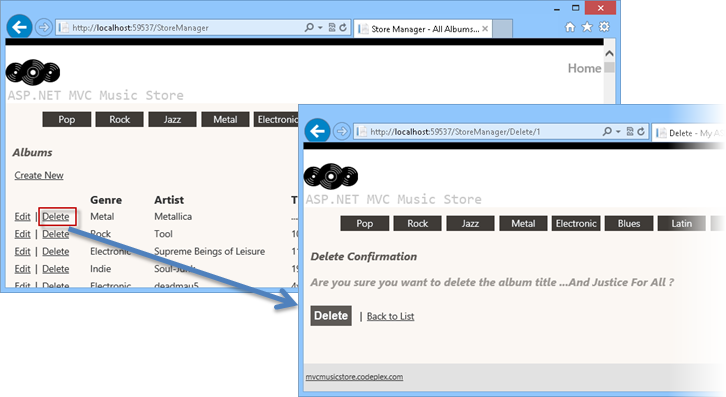 http://localhost:59537/StoreManager
Store Manager - All Albums...
Home
ASP.NET MVC Music Store
Pop Rock Jazz Metal Electronic
Albums
Create New
Genre Artist T
Edit | Delete Metal Metallica ...
Edit | Delete Rock Tool 10
Edit | Delete Electronic Supreme Beings of Leisure 11
Edit | Delete Indie Soul-Junk 19
Edit | Delete Electronic deadmau5 4x
http://localhost:59537/StoreManager/Delete/1
Delete - My A
ASP.NET MVC Music Store
Pop Rock Jazz Metal Electronic Blues Latin
Delete Confirmation
Are you sure you want to delete the album title ...And Justice For All ?
Delete | Back to List
mvcmusicstore.codeplex.com